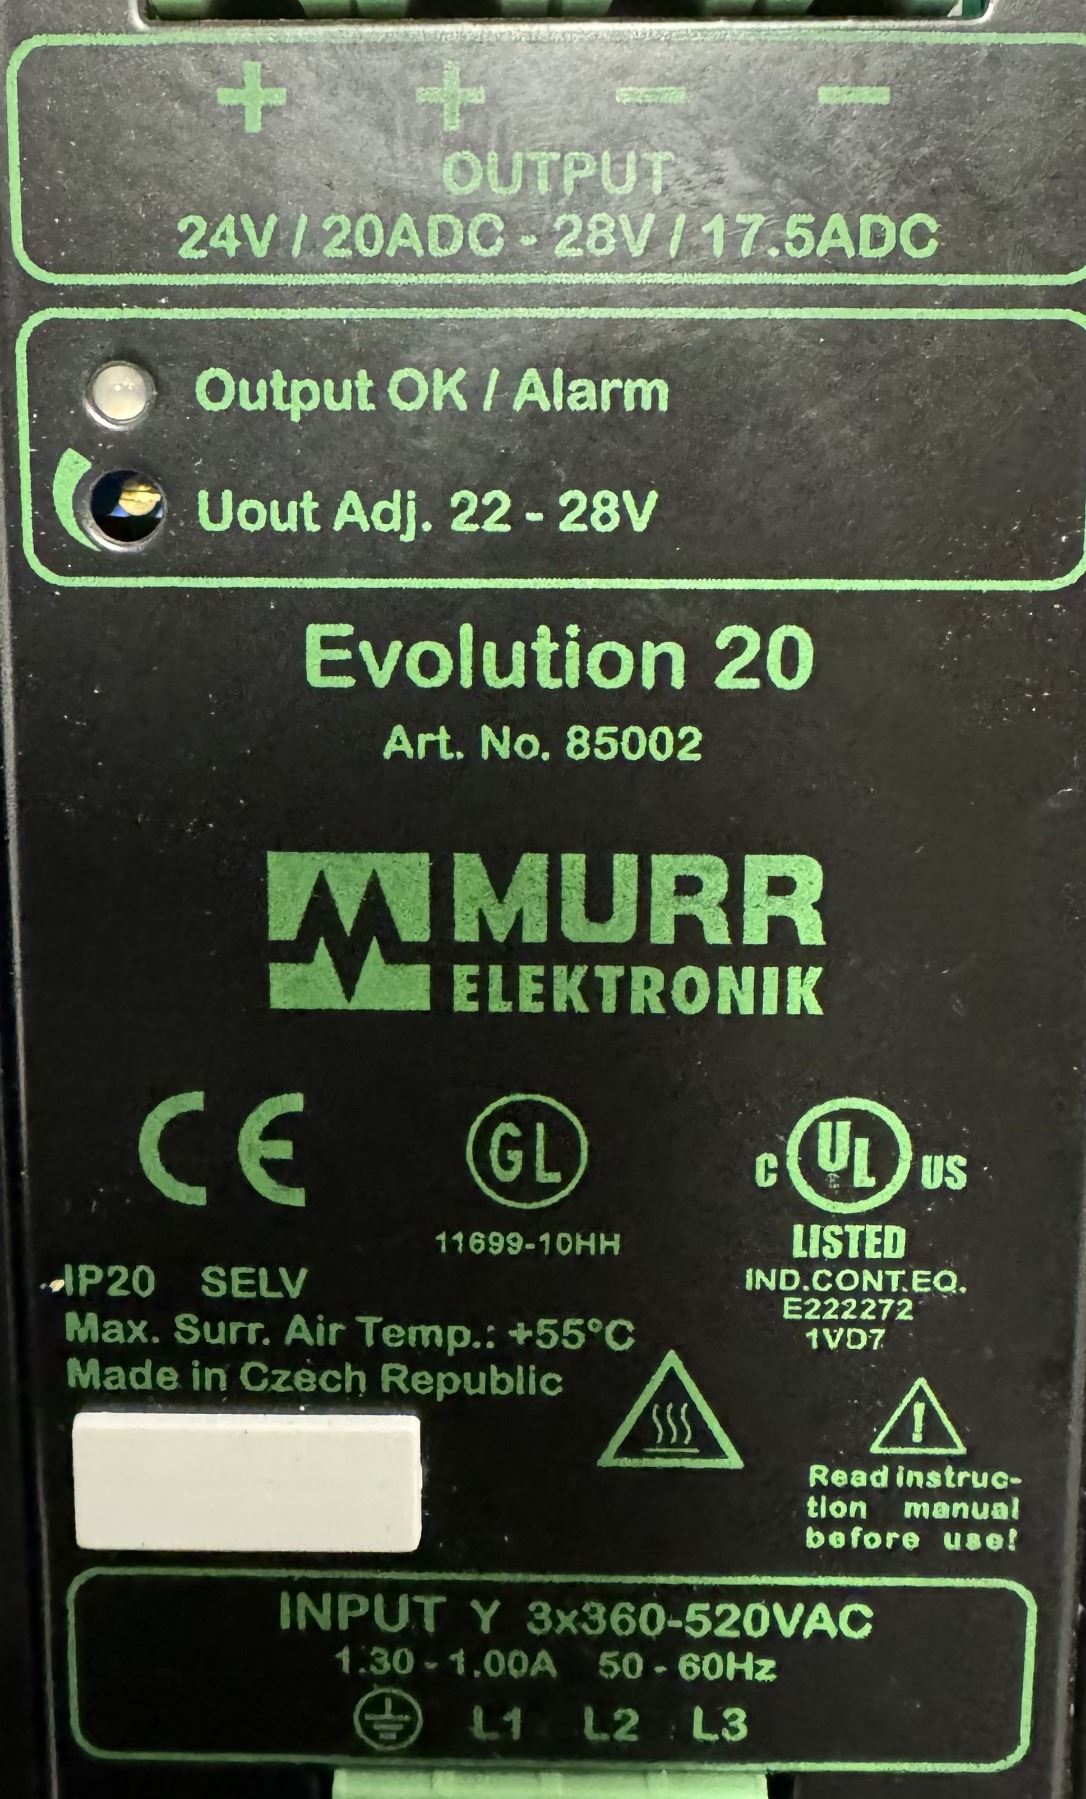 + + - -
OUTPUT
24V / 20ADC - 28V / 17.5ADC
Output OK / Alarm
Uout Adj. 22 - 28V
Evolution 20
Art. No. 85002
MURR
ELEKTRONIK
CE
GL
11699-10HH
C UL US
LISTED
IND.CONT.EQ.
E222272
1VD7
IP20 SELV
Max. Surr. Air Temp.: +55°C
Made in Czech Republic
!
Read instruc-
tion manual
before use!
INPUT Y 3x360-520VAC
1.30 - 1.00A 50 - 60Hz
L1 L2 L3